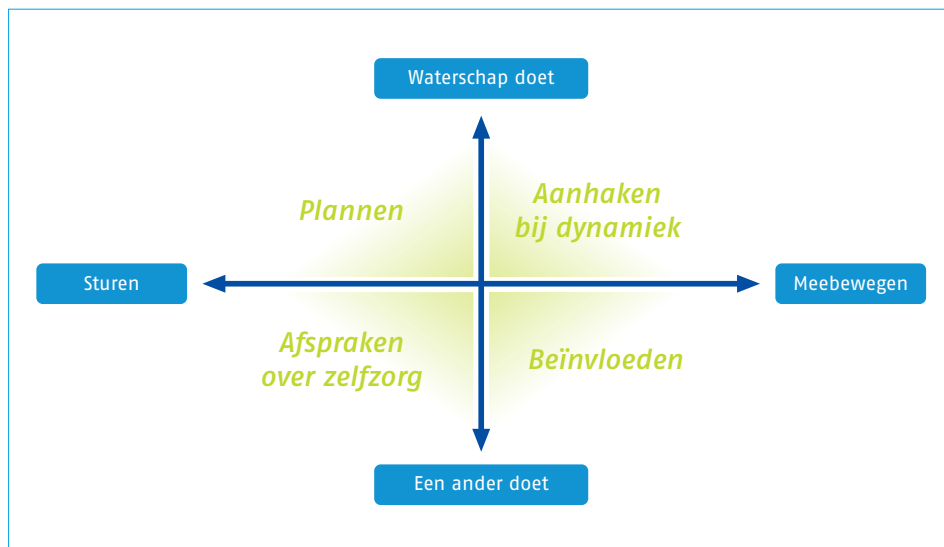 Waterschap doet
Plannen
Aanhaken
bij dynamiek
Sturen
Meebewegen
Afspraken
over zelfzorg
Beïnvloeden
Een ander doet